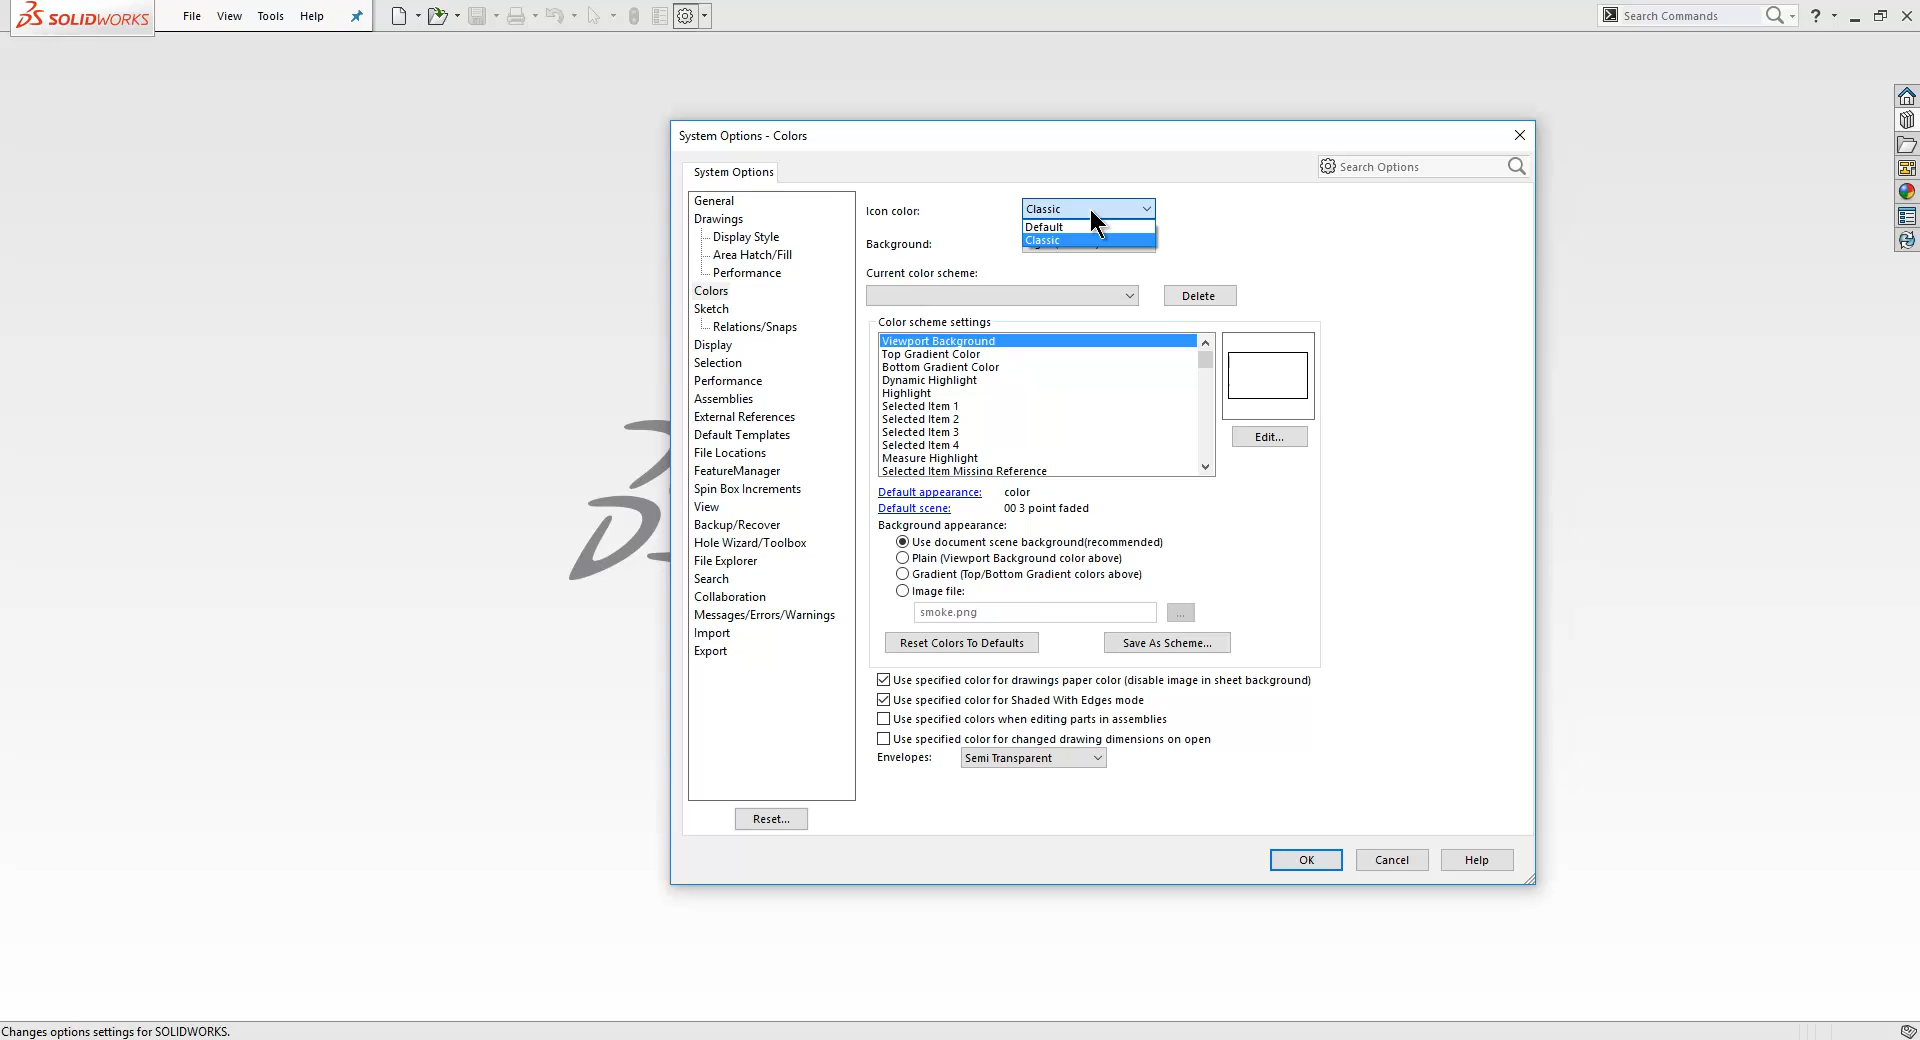 SOLIDWORKS
File View Tools Help
Search Commands
?
System Options - Colors
System Options
Search Options
General
Drawings
Display Style
Area Hatch/Fill
Performance
Colors
Sketch
Relations/Snaps
Display
Selection
Performance
Assemblies
External References
Default Templates
File Locations
FeatureManager
Spin Box Increments
View
Backup/Recover
Hole Wizard/Toolbox
File Explorer
Search
Collaboration
Messages/Errors/Warnings
Import
Export
Reset...
Icon color: Classic
Default
Classic
Background:
Current color scheme:
Delete
Color scheme settings
Viewport Background
Top Gradient Color
Bottom Gradient Color
Dynamic Highlight
Highlight
Selected Item 1
Selected Item 2
Selected Item 3
Selected Item 4
Measure Highlight
Selected Item Missing Reference
Edit...
Default appearance: color
Default scene: 00 3 point faded
Background appearance:
Use document scene background(recommended)
Plain (Viewport Background color above)
Gradient (Top/Bottom Gradient colors above)
Image file:
smoke.png ...
Reset Colors To Defaults Save As Scheme...
Use specified color for drawings paper color (disable image in sheet background)
Use specified color for Shaded With Edges mode
Use specified colors when editing parts in assemblies
Use specified color for changed drawing dimensions on open
Envelopes: Semi Transparent
OK Cancel Help
Changes options settings for SOLIDWORKS.